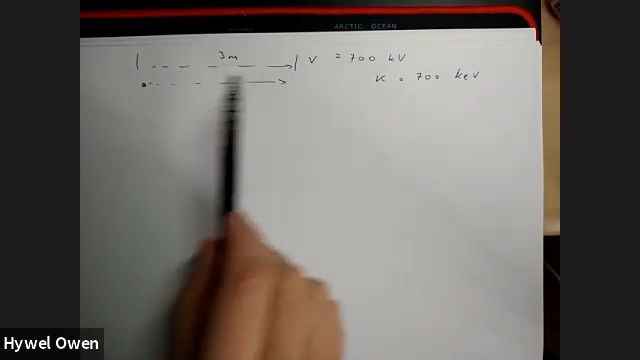 ARCTIC OCEAN
3m
V = 700 kV
K = 700 keV
Hywel Owen